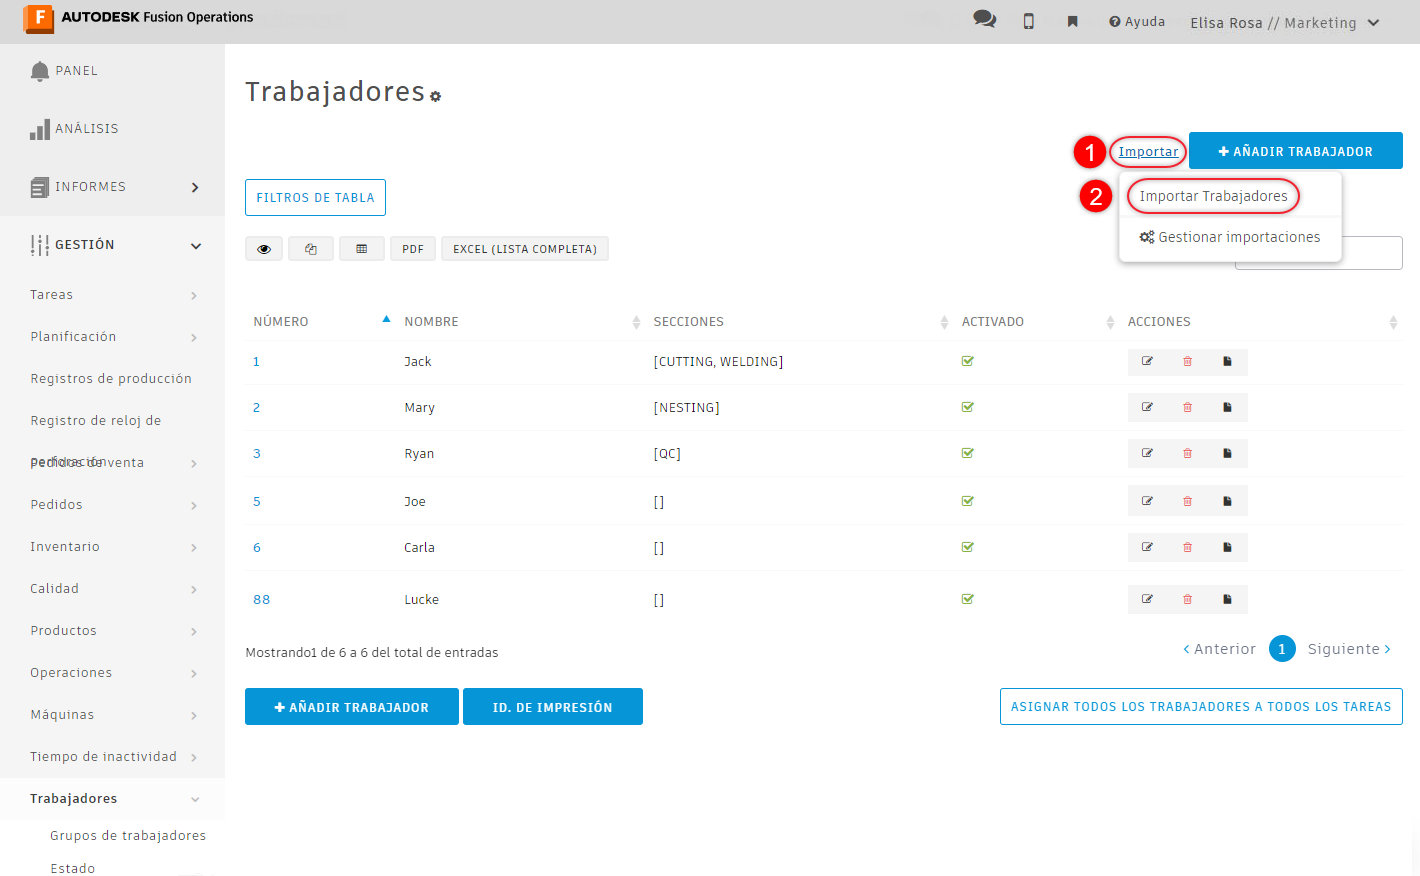 AUTODESK Fusion Operations
Ayuda
Elisa Rosa // Marketing
PANEL
ANÁLISIS
INFORMES
GESTIÓN
Tareas
Planificación
Registros de producción
Registro de reloj de
perforación
Pedidos de venta
Pedidos
Inventario
Calidad
Productos
Operaciones
Máquinas
Tiempo de inactividad
Trabajadores
Grupos de trabajadores
Estado
Trabajadores
1 Importar
+ AÑADIR TRABAJADOR
2 Importar Trabajadores
Gestionar importaciones
FILTROS DE TABLA
PDF
EXCEL (LISTA COMPLETA)
NÚMERO NOMBRE SECCIONES ACTIVADO ACCIONES
1 Jack [CUTTING, WELDING]
2 Mary [NESTING]
3 Ryan [QC]
5 Joe []
6 Carla []
88 Lucke []
Mostrando1 de 6 a 6 del total de entradas
< Anterior 1 Siguiente >
+ AÑADIR TRABAJADOR
ID. DE IMPRESIÓN
ASIGNAR TODOS LOS TRABAJADORES A TODOS LOS TAREAS